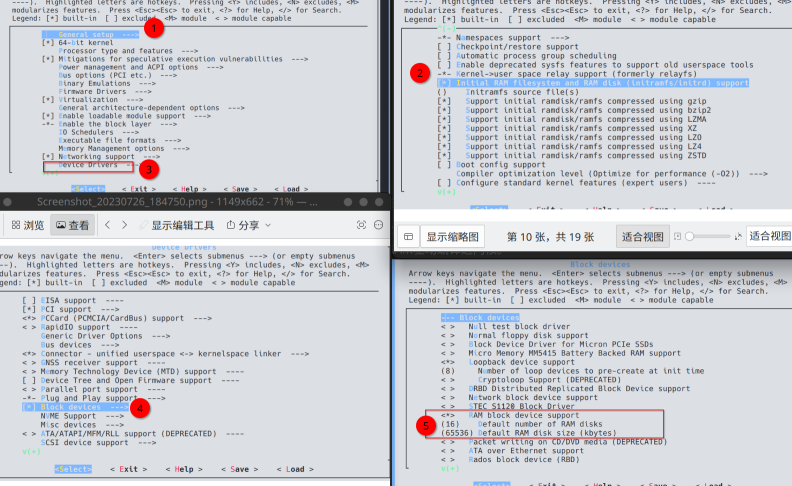 ----).  Highlighted letters are hotkeys.  Pressing <Y> includes, <N> excludes, <M>
modularizes features.  Press <Esc><Esc> to exit, <?> for Help, </> for Search.
Legend: [*] built-in  [ ] excluded  <M> module  < > module capable
1
General setup  --->
[*] 64-bit kernel
Processor type and features  --->
[*] Mitigations for speculative execution vulnerabilities  --->
Power management and ACPI options  --->
Bus options (PCI etc.)  --->
Binary Emulations  --->
Firmware Drivers  --->
[*] Virtualization  --->
General architecture-dependent options  --->
[*] Enable loadable module support  --->
-*- Enable the block layer  --->
IO Schedulers  --->
Executable file formats  --->
Memory Management options  --->
[*] Networking support  --->
Device Drivers  --->
3
v(+)
<Select>    < Exit >    < Help >    < Save >    < Load >
modularizes features.  Press <Esc><Esc> to exit, <?> for Help, </> for Search.
Legend: [*] built-in  [ ] excluded  <M> module  < > module capable
-*- Namespaces support  --->
[ ] Checkpoint/restore support
[ ] Automatic process group scheduling
[ ] Enable deprecated sysfs features to support old userspace tools
-*- Kernel->user space relay support (formerly relayfs)
2
[*] Initial RAM filesystem and RAM disk (initramfs/initrd) support
()    Initramfs source file(s)
[*]   Support initial ramdisk/ramfs compressed using gzip
[*]   Support initial ramdisk/ramfs compressed using bzip2
[*]   Support initial ramdisk/ramfs compressed using LZMA
[*]   Support initial ramdisk/ramfs compressed using XZ
[*]   Support initial ramdisk/ramfs compressed using LZO
[*]   Support initial ramdisk/ramfs compressed using LZ4
[*]   Support initial ramdisk/ramfs compressed using ZSTD
[ ] Boot config support
Compiler optimization level (Optimize for performance (-O2))  --->
[ ] Configure standard kernel features (expert users)  ----
v(+)
Screenshot_20230726_184750.png - 1149x662 - 71% —
浏览 查看 显示编辑工具 分享
Device Drivers
row keys navigate the menu.  <Enter> selects submenus ---> (or empty submenus
--).  Highlighted letters are hotkeys.  Pressing <Y> includes, <N> excludes, <M>
dularizes features.  Press <Esc><Esc> to exit, <?> for Help, </> for Search.
gend: [*] built-in  [ ] excluded  <M> module  < > module capable
[ ] EISA support  ----
[*] PCI support  --->
<*> PCCard (PCMCIA/CardBus) support  --->
< > RapidIO support  ----
Generic Driver Options  --->
Bus devices  --->
<*> Connector - unified userspace <-> kernelspace linker  --->
< > GNSS receiver support  ----
< > Memory Technology Device (MTD) support  ----
[ ] Device Tree and Open Firmware support  ----
< > Parallel port support  ----
-*- Plug and Play support  --->
[*] Block devices  --->
4
NVME Support  --->
Misc devices  --->
< > ATA/ATAPI/MFM/RLL support (DEPRECATED)  ----
SCSI device support  --->
v(+)
<Select>    < Exit >    < Help >    < Save >    < Load >
显示缩略图 第 10 张，共 19 张 适合视图 适合视图
Block devices
Arrow keys navigate the menu.  <Enter> selects submenus ---> (or empty submenus
----).  Highlighted letters are hotkeys.  Pressing <Y> includes, <N> excludes, <M>
modularizes features.  Press <Esc><Esc> to exit, <?> for Help, </> for Search.
Legend: [*] built-in  [ ] excluded  <M> module  < > module capable
--- Block devices
< >   Null test block driver
< >   Normal floppy disk support
< >   Block Device Driver for Micron PCIe SSDs
< >   Micro Memory MM5415 Battery Backed RAM support
<*>   Loopback device support
(8)     Number of loop devices to pre-create at init time
< >     Cryptoloop Support (DEPRECATED)
< >   DRBD Distributed Replicated Block Device support
< >   Network block device support
< >   STEC S1120 Block Driver
<*>   RAM block device support
(16)    Default number of RAM disks
5
(65536) Default RAM disk size (kbytes)
< >   Packet writing on CD/DVD media (DEPRECATED)
< >   ATA over Ethernet support
< >   Rados block device (RBD)
v(+)